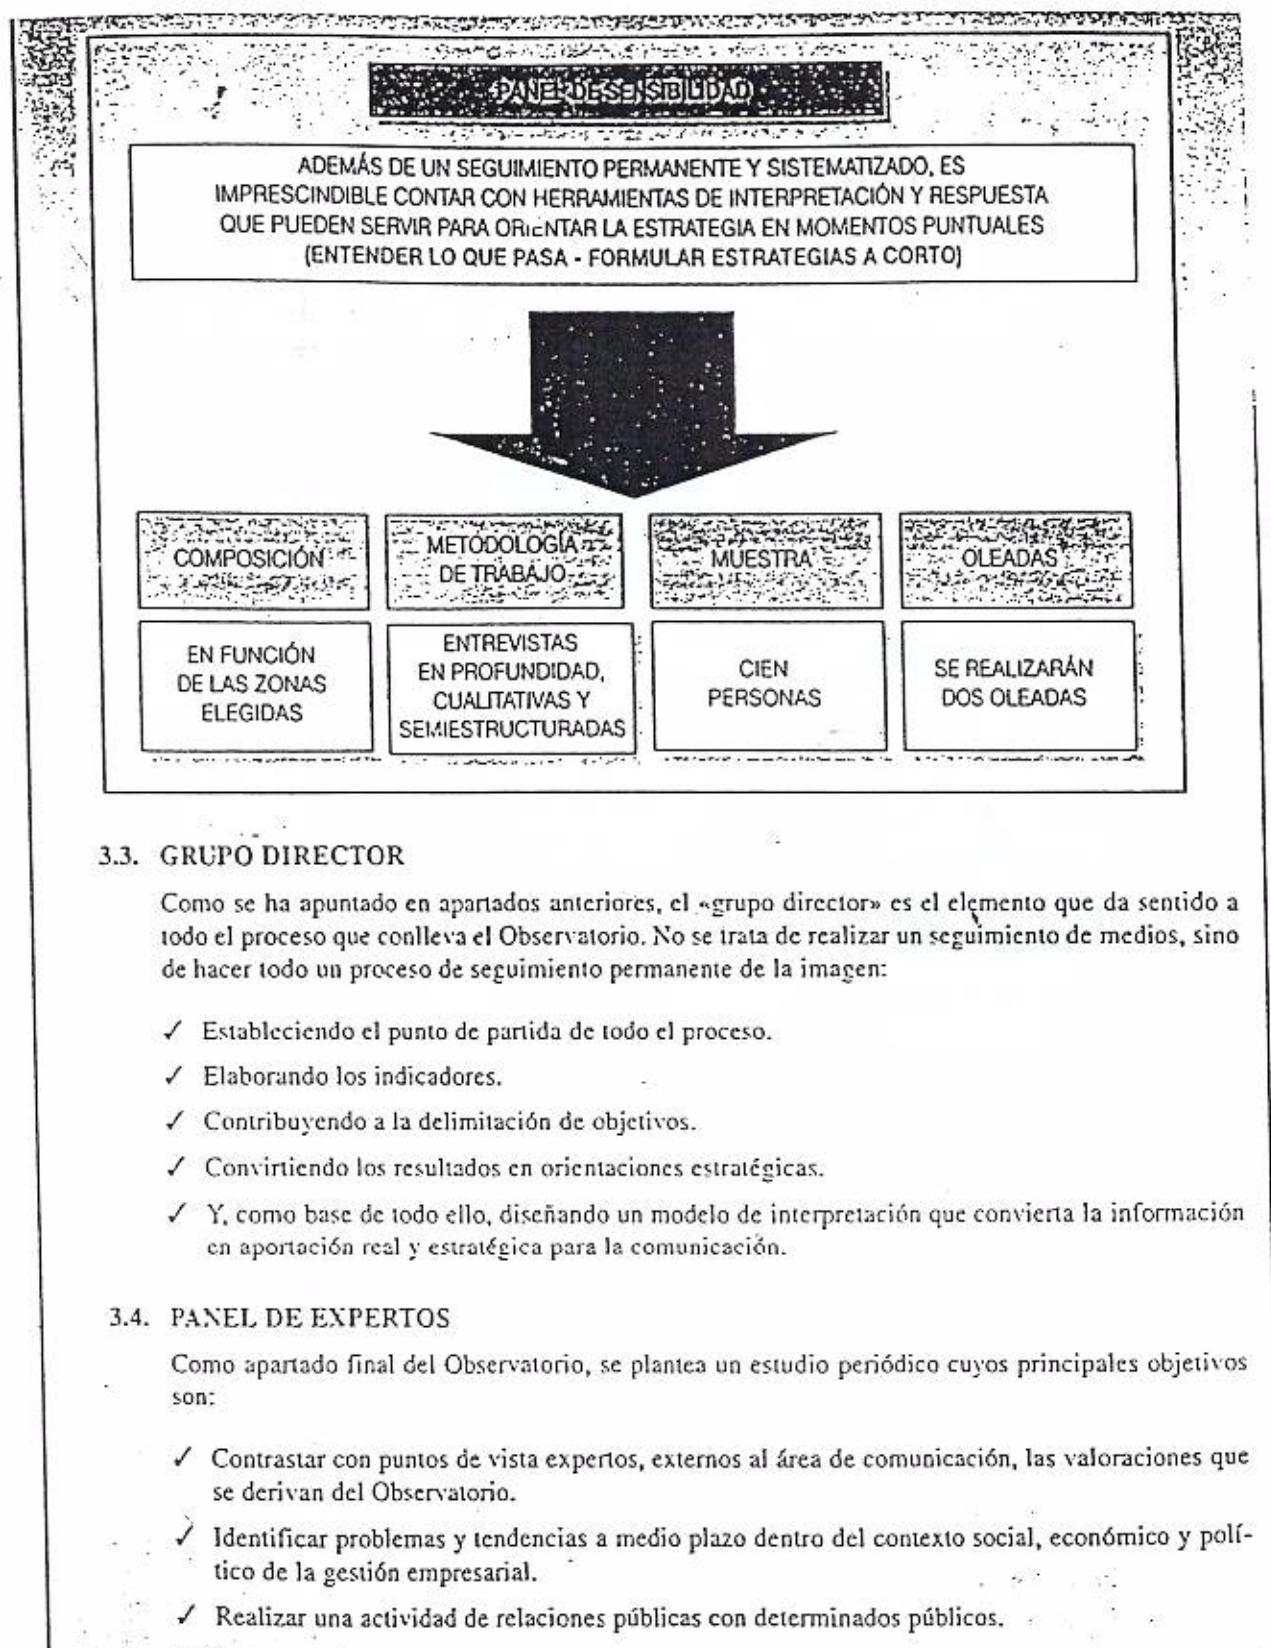 PANEL DE SENSIBILIDAD
ADEMÁS DE UN SEGUIMIENTO PERMANENTE Y SISTEMATIZADO, ES
IMPRESCINDIBLE CONTAR CON HERRAMIENTAS DE INTERPRETACIÓN Y RESPUESTA
QUE PUEDEN SERVIR PARA ORIENTAR LA ESTRATEGIA EN MOMENTOS PUNTUALES
(ENTENDER LO QUE PASA - FORMULAR ESTRATEGIAS A CORTO)
COMPOSICIÓN
EN FUNCIÓN
DE LAS ZONAS
ELEGIDAS
METODOLOGÍA
DE TRABAJO
ENTREVISTAS
EN PROFUNDIDAD,
CUALITATIVAS Y
SEMIESTRUCTURADAS
MUESTRA
CIEN
PERSONAS
OLEADAS
SE REALIZARÁN
DOS OLEADAS
3.3. GRUPO DIRECTOR
Como se ha apuntado en apartados anteriores, el «grupo director» es el elemento que da sentido a
todo el proceso que conlleva el Observatorio. No se trata de realizar un seguimiento de medios, sino
de hacer todo un proceso de seguimiento permanente de la imagen:
✓ Estableciendo el punto de partida de todo el proceso.
✓ Elaborando los indicadores.
✓ Contribuyendo a la delimitación de objetivos.
✓ Convirtiendo los resultados en orientaciones estratégicas.
✓ Y, como base de todo ello, diseñando un modelo de interpretación que convierta la información
en aportación real y estratégica para la comunicación.
3.4. PANEL DE EXPERTOS
Como apartado final del Observatorio, se plantea un estudio periódico cuyos principales objetivos
son:
✓ Contrastar con puntos de vista expertos, externos al área de comunicación, las valoraciones que
se derivan del Observatorio.
✓ Identificar problemas y tendencias a medio plazo dentro del contexto social, económico y polí-
tico de la gestión empresarial.
✓ Realizar una actividad de relaciones públicas con determinados públicos.